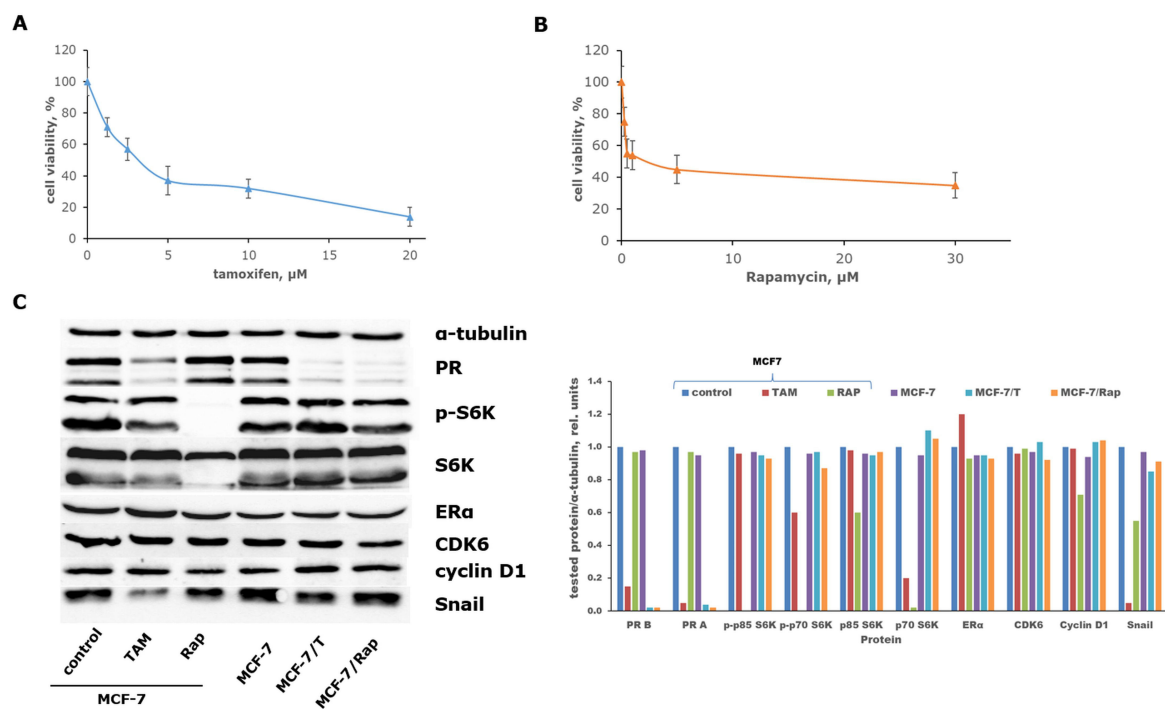 A
120
100
80
60
40
20
0
cell viability, %
0 5 10 15 20
tamoxifen, µM
B
120
100
80
60
40
20
0
cell viability, %
0 10 20 30
Rapamycin, µM
C
α-tubulin
PR
p-S6K
S6K
ERα
CDK6
cyclin D1
Snail
control TAM Rap MCF-7 MCF-7/T MCF-7/Rap
MCF-7
MCF7
control TAM RAP MCF-7 MCF-7/T MCF-7/Rap
1.4
1.2
1.0
0.8
0.6
0.4
0.2
0.0
tested protein/α-tubulin, rel. units
PR B PR A p-p85 S6K p-p70 S6K p85 S6K p70 S6K ERα CDK6 Cyclin D1 Snail
Protein